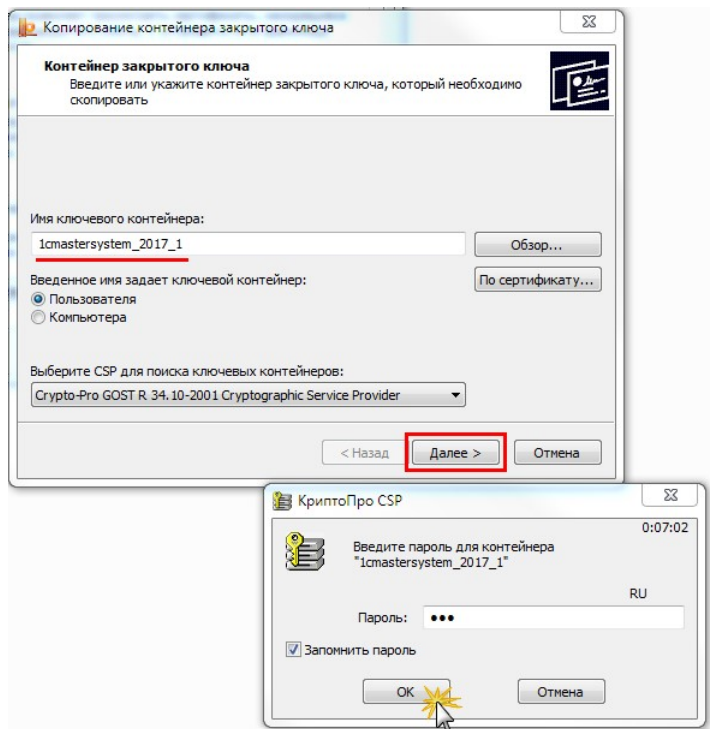 Копирование контейнера закрытого ключа
Контейнер закрытого ключа
Введите или укажите контейнер закрытого ключа, который необходимо
скопировать
Имя ключевого контейнера:
1cmastersystem_2017_1
Обзор...
Введенное имя задает ключевой контейнер:
По сертификату...
Пользователя
Компьютера
Выберите CSP для поиска ключевых контейнеров:
Crypto-Pro GOST R 34.10-2001 Cryptographic Service Provider
< Назад
Далее >
Отмена
КриптоПро CSP
0:07:02
Введите пароль для контейнера
"1cmastersystem_2017_1"
RU
Пароль: •••
Запомнить пароль
OK
Отмена